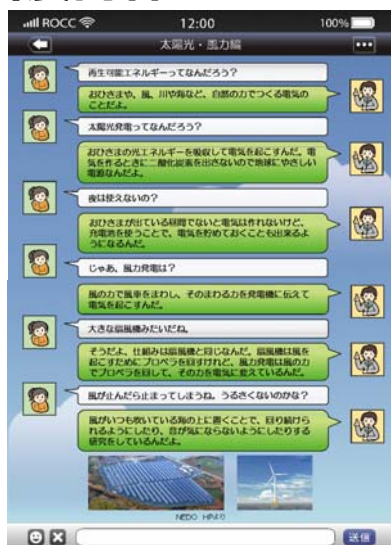 ROCC 12:00 100%
太陽光・風力編
再生可能エネルギーってなんだろう？
おひさまや、風、川や海など、自然の力でつくる電気の
ことだよ。
太陽光発電ってなんだろう？
おひさまの光エネルギーを吸収して電気を起こすんだ。電
気を作るときに二酸化炭素を出さないので地球にやさしい
電源なんだよ。
夜は使えないの？
おひさまが出ている昼間でないと電気は作れないけど、
充電池を使うことで、電気を貯めておくことも出来るよ
うになるんだ。
じゃあ、風力発電は？
風の力で風車をまわし、そのまわる力を発電機に伝えて
電気を起こすんだ。
大きな扇風機みたいだね。
そうだよ、仕組みは扇風機と同じなんだ。扇風機は風を
起こすためにプロペラを回すけれど、風力発電は風の力
でプロペラを回して、その力を電気に変えているんだ。
風が止んだら止まってしまうね。うるさくないのかな？
風がいつも吹いている海の上に置くことで、回り続けら
れるようにしたり、音が気にならないようにしたりする
研究をしているんだよ。
NEDO HPより
送信